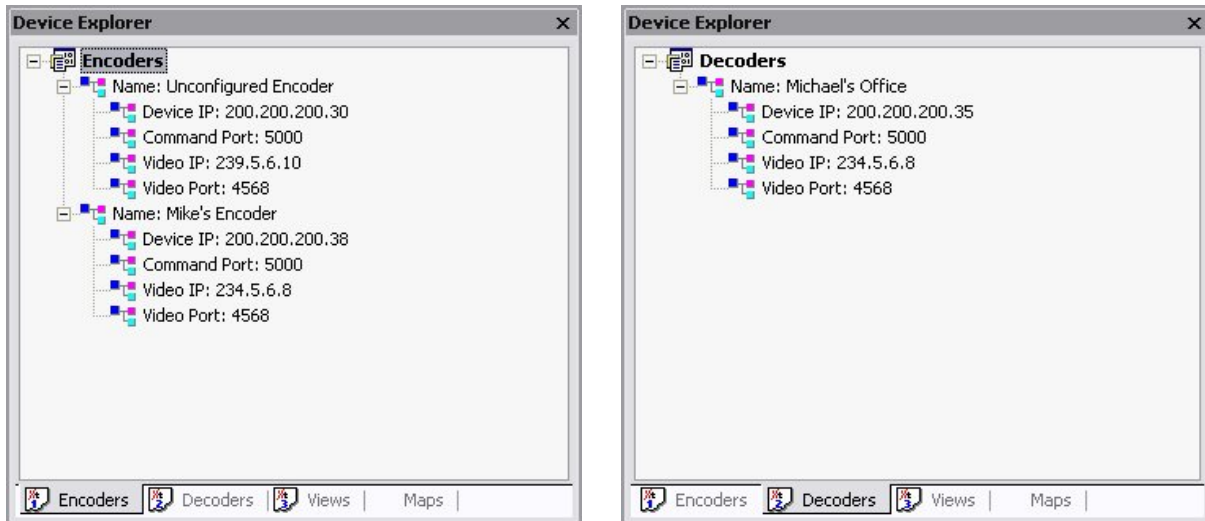 Device Explorer
Encoders
Name: Unconfigured Encoder
Device IP: 200.200.200.30
Command Port: 5000
Video IP: 239.5.6.10
Video Port: 4568
Name: Mike's Encoder
Device IP: 200.200.200.38
Command Port: 5000
Video IP: 234.5.6.8
Video Port: 4568
Encoders Decoders Views Maps
Device Explorer
Decoders
Name: Michael's Office
Device IP: 200.200.200.35
Command Port: 5000
Video IP: 234.5.6.8
Video Port: 4568
Encoders Decoders Views Maps